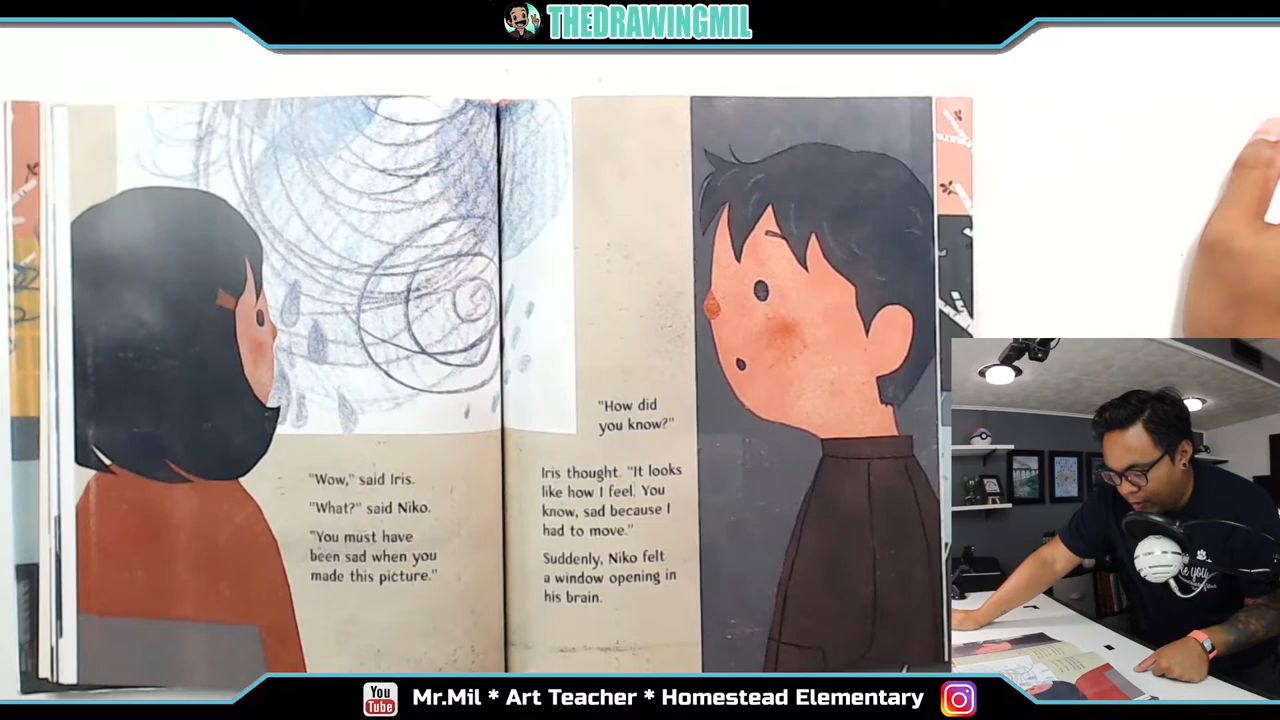 THEDRAWINGMIL
"Wow," said Iris.
"What?" said Niko.
"You must have
been sad when you
made this picture."
"How did
you know?"
Iris thought. "It looks
like how I feel. You
know, sad because I
had to move."
Suddenly, Niko felt
a window opening in
his brain.
You
Tube
Mr.Mil * Art Teacher * Homestead Elementary